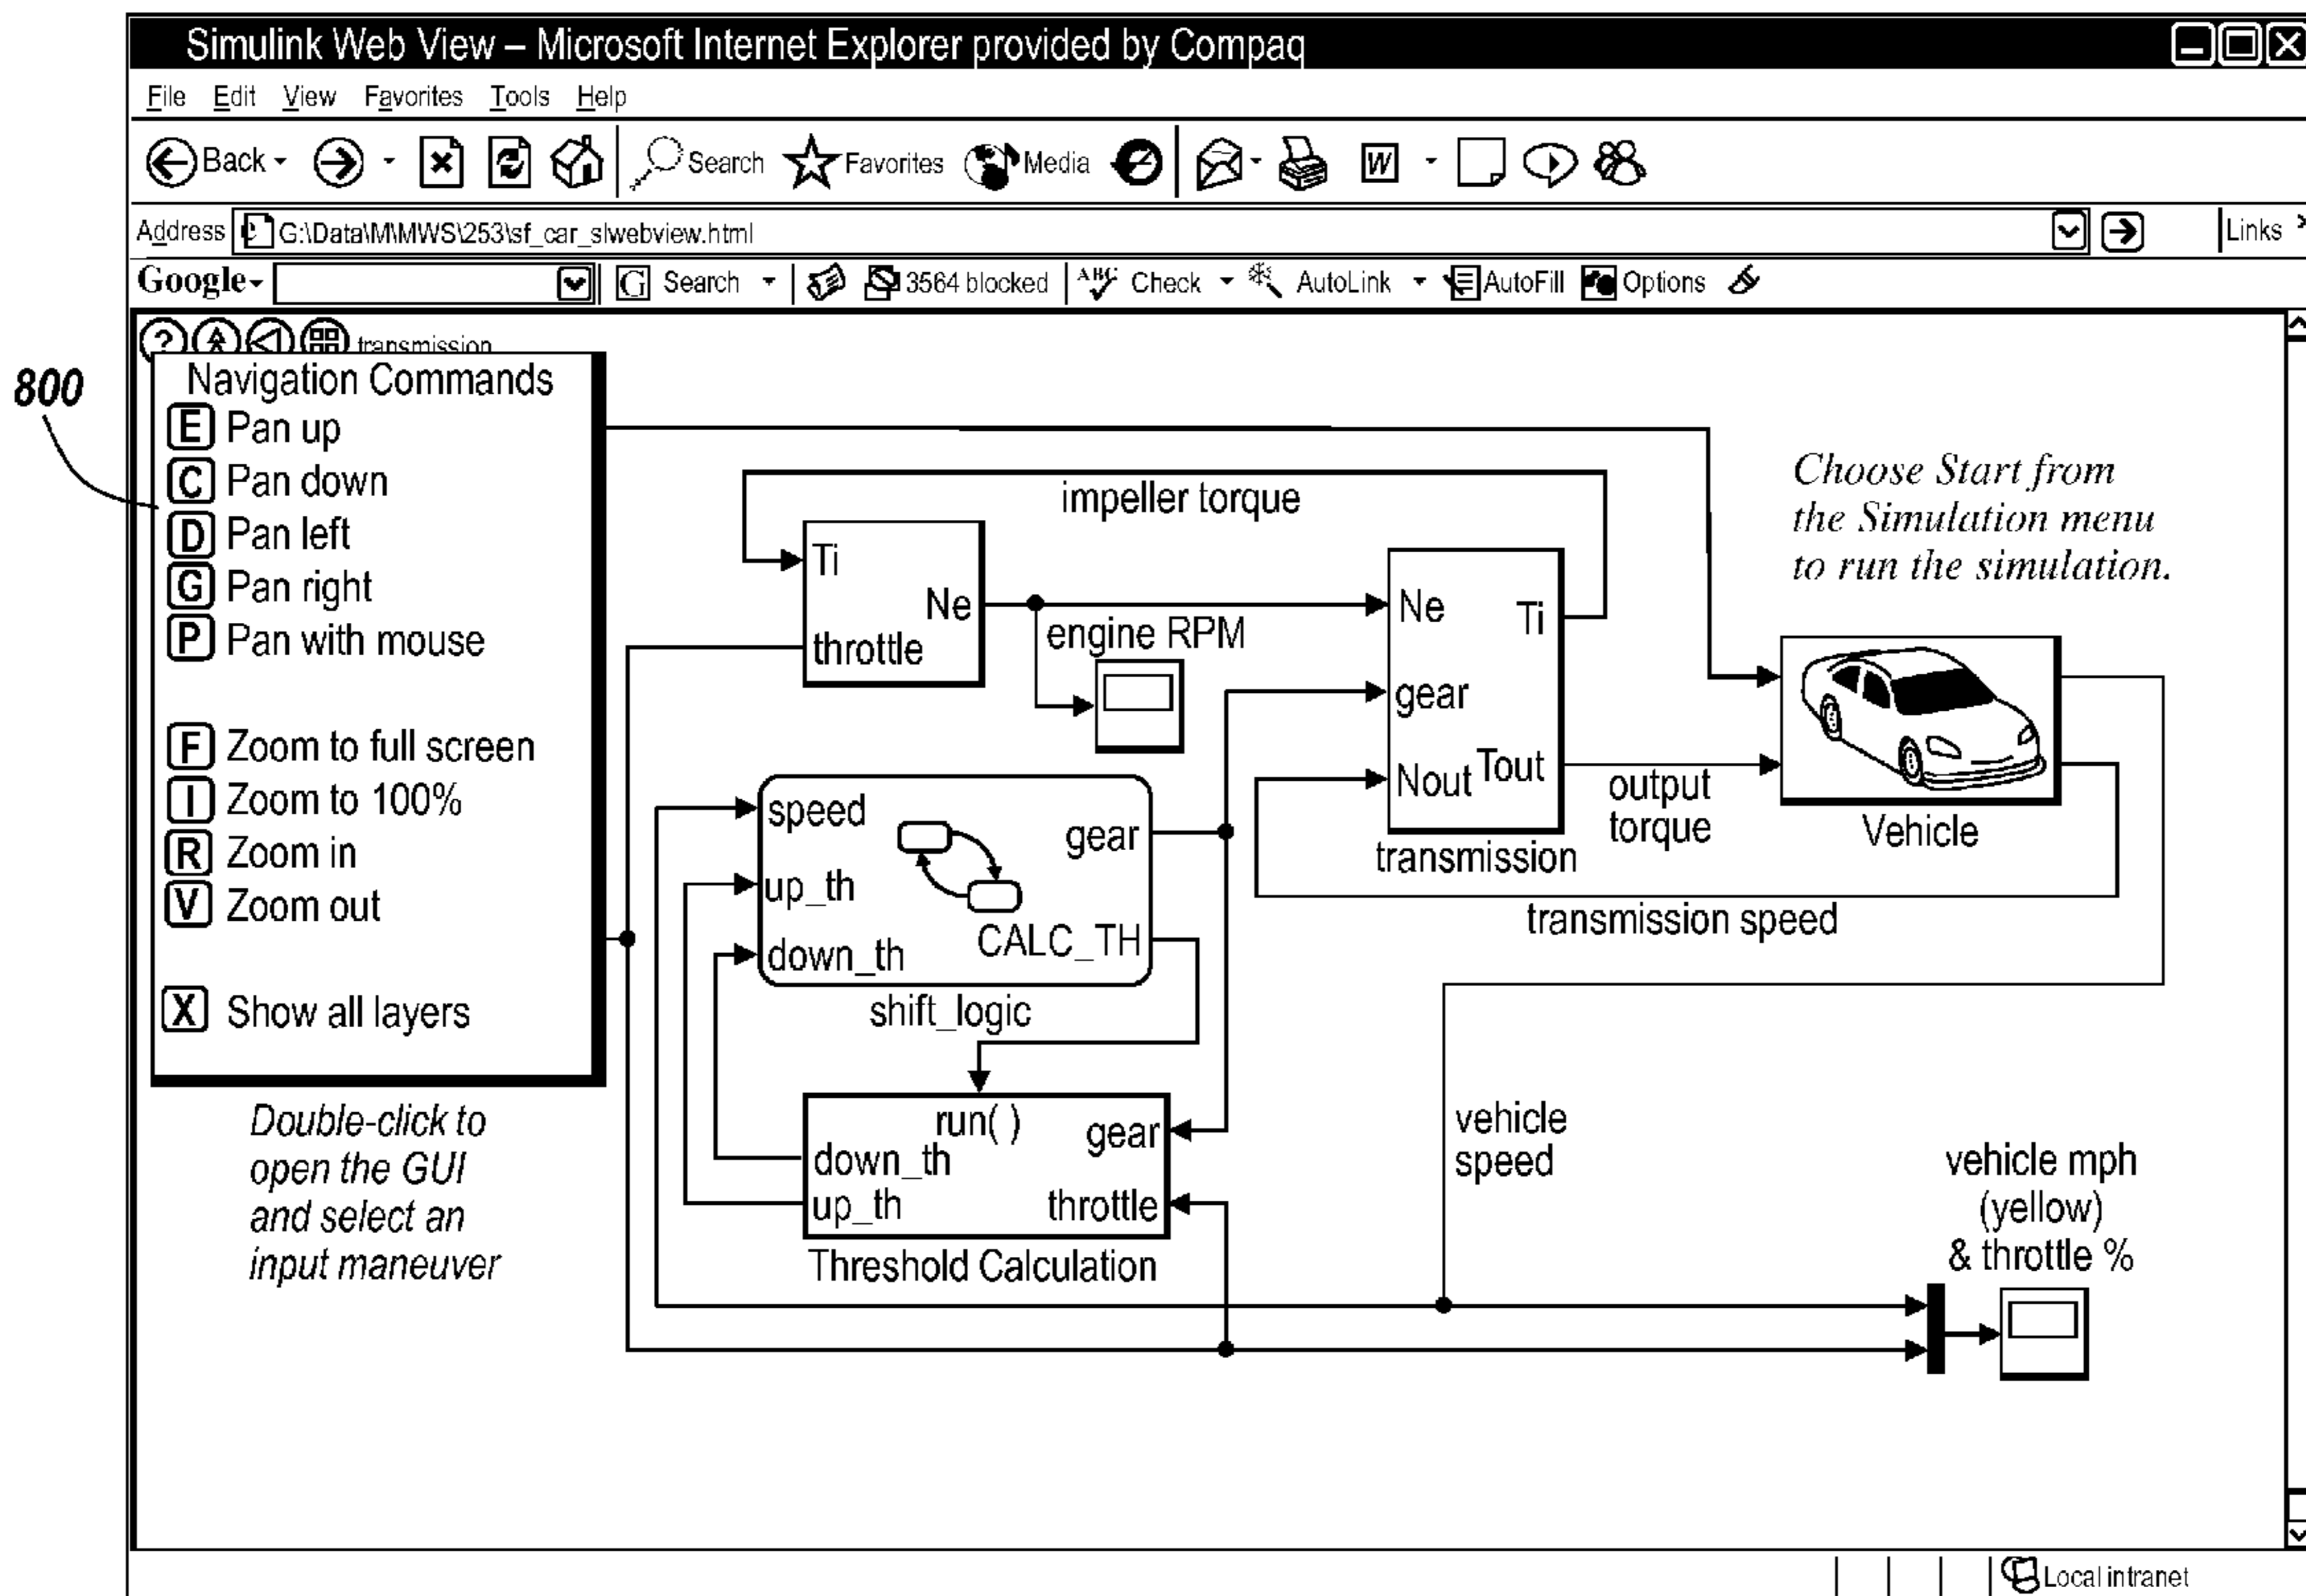 Simulink Web View – Microsoft Internet Explorer provided by Compaq
File Edit View Favorites Tools Help
Back Search Favorites Media W
Address e G:\Data\M\MWS\253\sf_car_slwebview.html Links
Google G Search 3564 blocked ABC Check AutoLink AutoFill Options
? transmission
800
Navigation Commands
E Pan up
C Pan down
D Pan left
G Pan right
P Pan with mouse
F Zoom to full screen
I Zoom to 100%
R Zoom in
V Zoom out
X Show all layers
Double-click to
open the GUI
and select an
input maneuver
impeller torque
Ti
Ne
throttle
engine RPM
Ne
Ti
gear
Nout
Tout
transmission
output
torque
Choose Start from
the Simulation menu
to run the simulation.
Vehicle
transmission speed
speed
gear
up_th
CALC_TH
down_th
shift_logic
run( )
gear
down_th
up_th
throttle
Threshold Calculation
vehicle
speed
vehicle mph
(yellow)
& throttle %
Local intranet